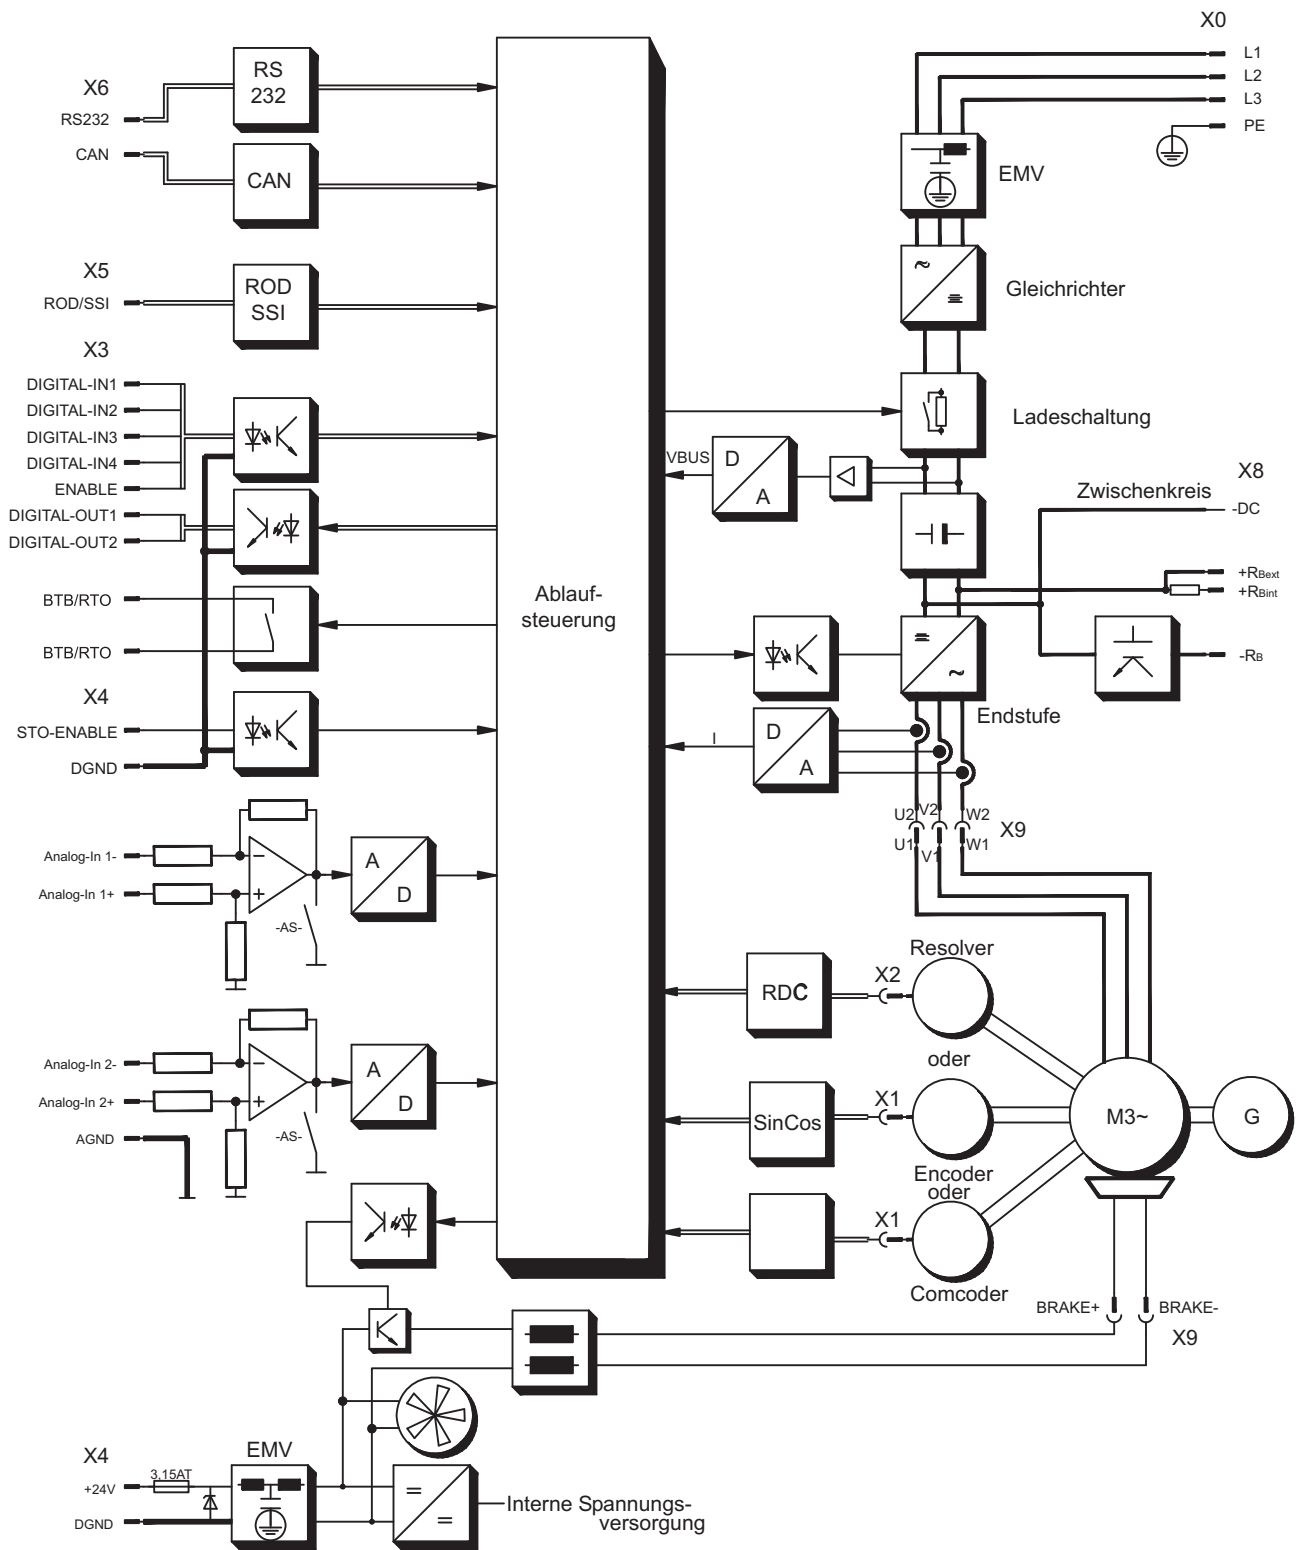 X0
L1
L2
L3
PE
EMV
Gleichrichter
Ladeschaltung
X6
RS232
CAN
RS
232
CAN
X5
ROD/SSI
ROD
SSI
X3
DIGITAL-IN1
DIGITAL-IN2
DIGITAL-IN3
DIGITAL-IN4
ENABLE
DIGITAL-OUT1
DIGITAL-OUT2
BTB/RTO
BTB/RTO
X4
STO-ENABLE
DGND
Ablauf-
steuerung
VBUS
D
A
X8
Zwischenkreis
-DC
+RBext
+RBint
-RB
Endstufe
I
D
A
U2
V2
W2
X9
U1
V1
W1
Analog-In 1-
Analog-In 1+
-AS-
A
D
Analog-In 2-
Analog-In 2+
AGND
-AS-
A
D
RDC
X2
Resolver
oder
SinCos
X1
Encoder
oder
X1
Comcoder
M3~
G
BRAKE+
BRAKE-
X9
X4
EMV
3,15AT
+24V
DGND
Interne Spannungs-
versorgung